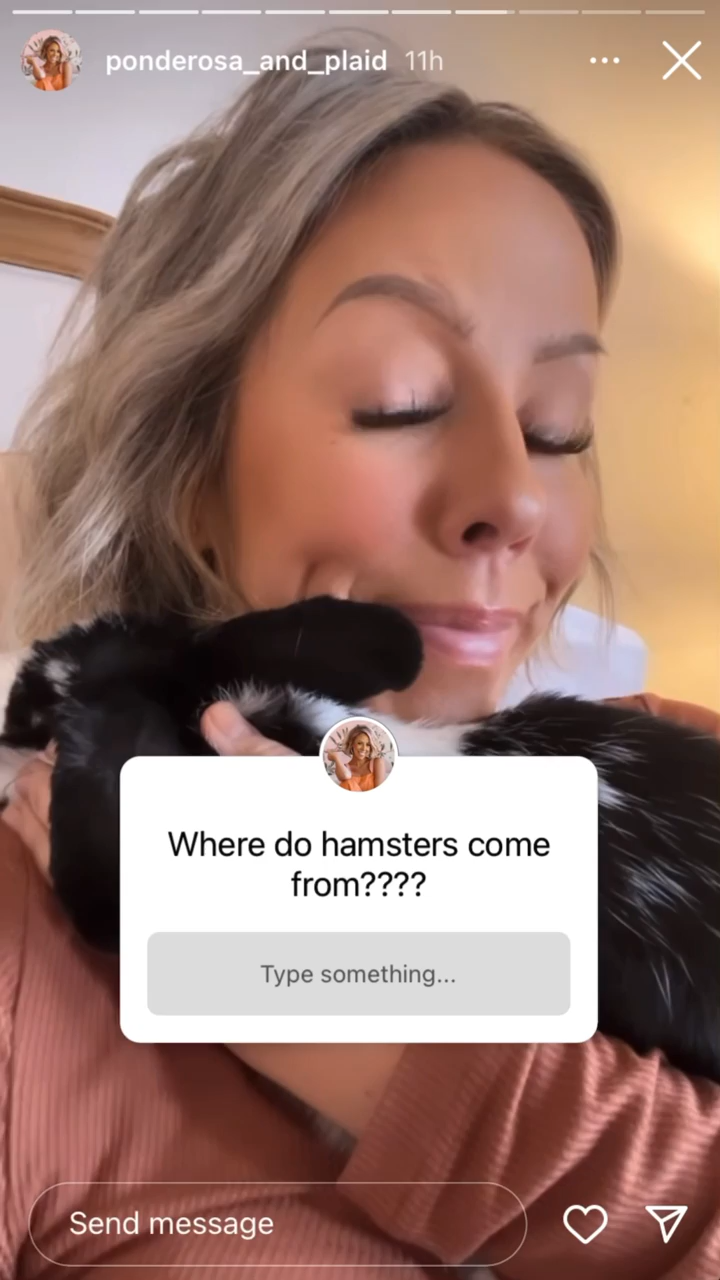 ponderosa_and_plaid 11h
Where do hamsters come
from????
Type something...
Send message